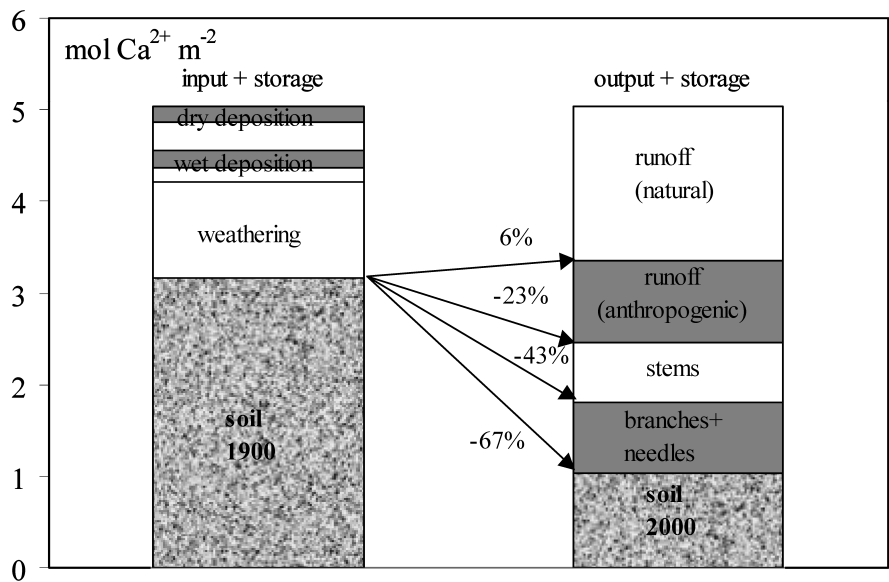 6
mol Ca²⁺ m⁻²
input + storage
output + storage
5
dry deposition
wet deposition
runoff
(natural)
4
weathering
6%
3
runoff
(anthropogenic)
-23%
-43%
stems
2
soil
1900
branches+
needles
-67%
1
soil
2000
0